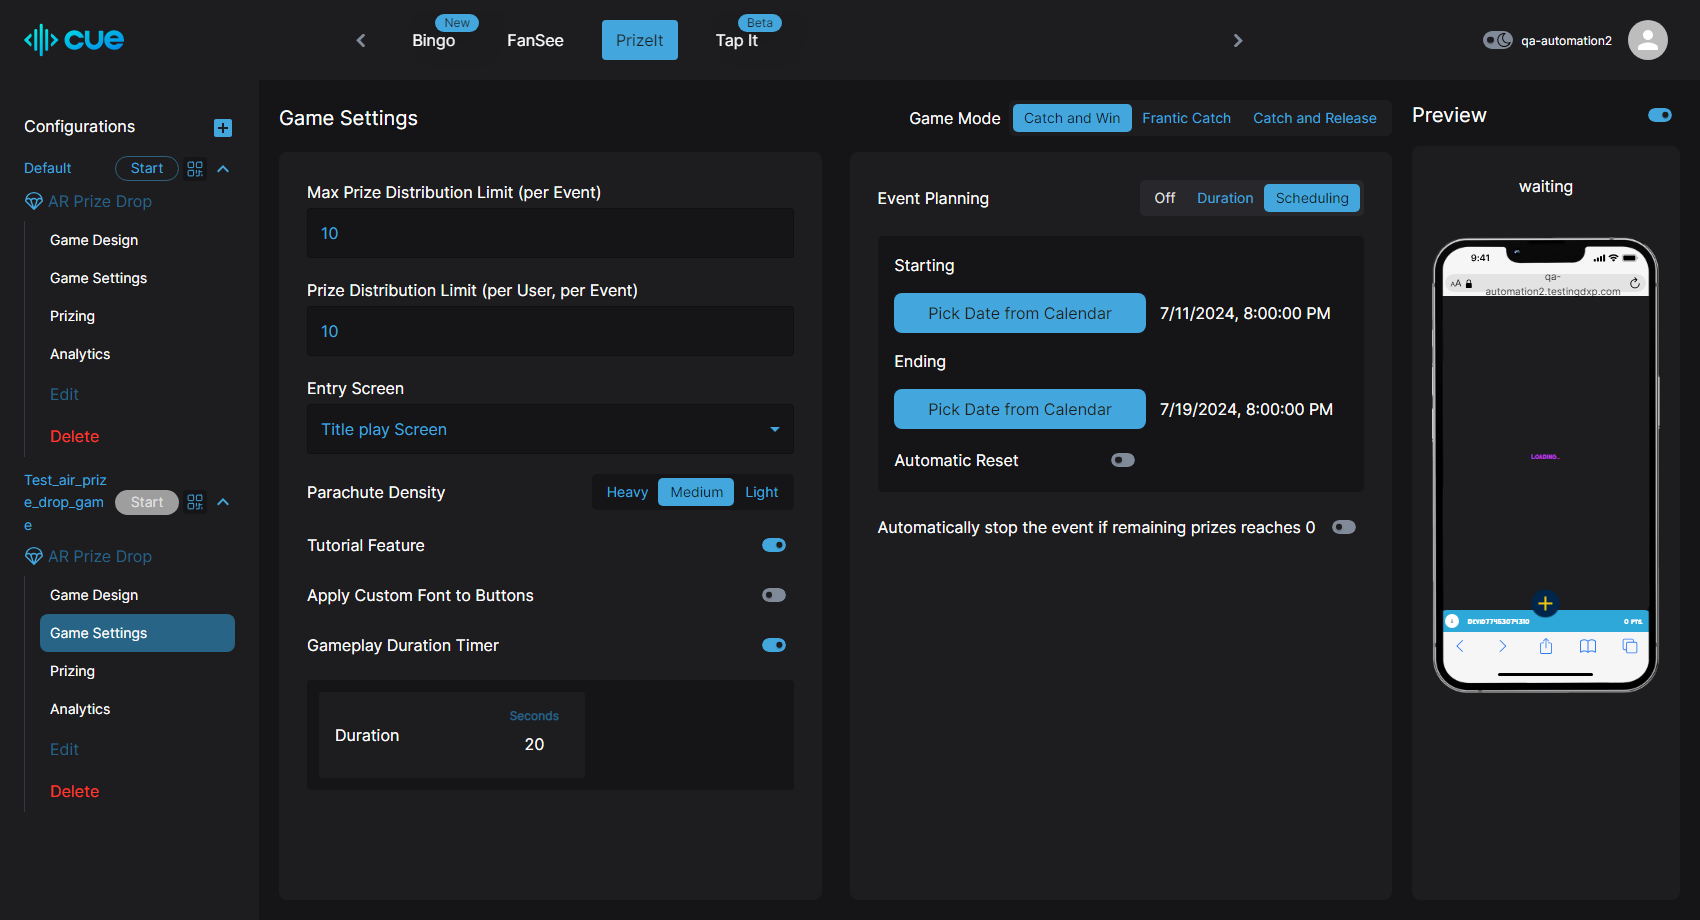 cue
New
Bingo
FanSee
PrizeIt
Beta
Tap It
qa-automation2
Configurations
Default
Start
AR Prize Drop
Game Design
Game Settings
Prizing
Analytics
Edit
Delete
Test_air_priz
e_drop_gam
e
Start
AR Prize Drop
Game Design
Game Settings
Prizing
Analytics
Edit
Delete
Game Settings
Game Mode
Catch and Win
Frantic Catch
Catch and Release
Max Prize Distribution Limit (per Event)
10
Prize Distribution Limit (per User, per Event)
10
Entry Screen
Title play Screen
Parachute Density
Heavy
Medium
Light
Tutorial Feature
Apply Custom Font to Buttons
Gameplay Duration Timer
Duration
Seconds
20
Event Planning
Off
Duration
Scheduling
Starting
Pick Date from Calendar
7/11/2024, 8:00:00 PM
Ending
Pick Date from Calendar
7/19/2024, 8:00:00 PM
Automatic Reset
Automatically stop the event if remaining prizes reaches 0
Preview
waiting
9:41
AA
qa-
automation2.testingdxp.com
LOADING...
0 PTS.